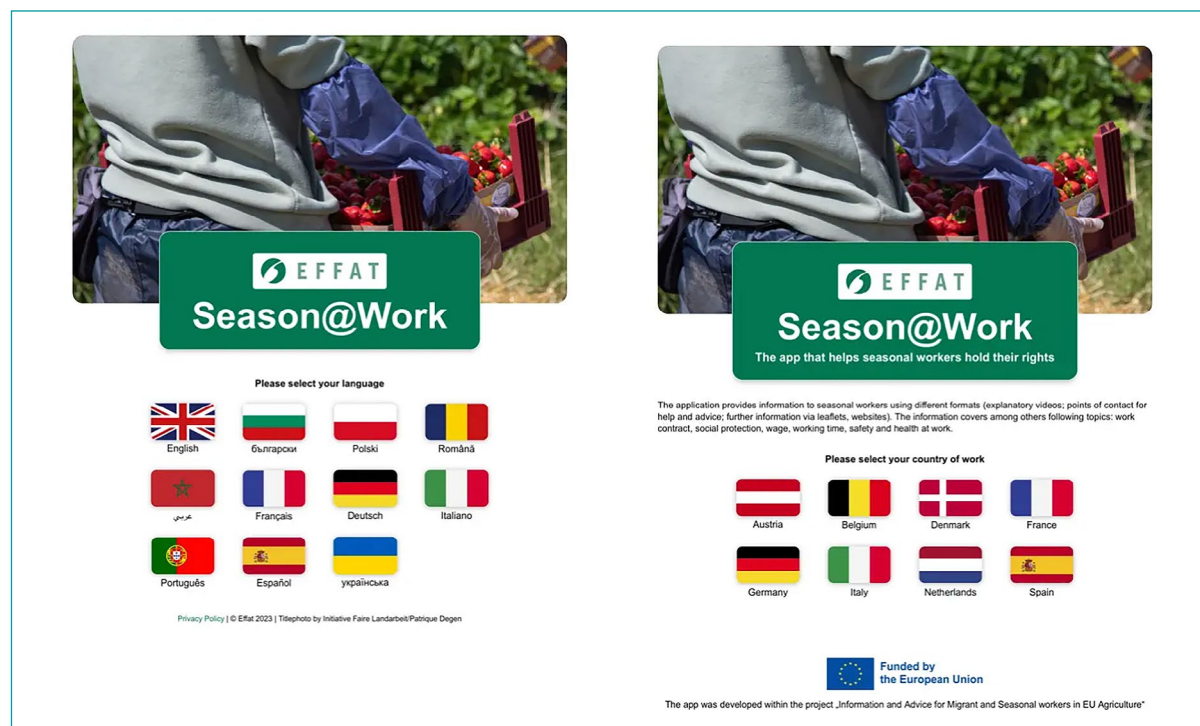 EFFAT
Season@Work
Please select your language
English
български
Polski
Română
عربي
Français
Deutsch
Italiano
Português
Español
українська
Privacy Policy | © Effat 2023 | Titlephoto by Initiative Faire Landarbeit/Patrique Degen
EFFAT
Season@Work
The app that helps seasonal workers hold their rights
The application provides information to seasonal workers using different formats (explanatory videos; points of contact for
help and advice; further information via leaflets, websites). The information covers among others following topics: work
contract, social protection, wage, working time, safety and health at work.
Please select your country of work
Austria
Belgium
Denmark
France
Germany
Italy
Netherlands
Spain
Funded by
the European Union
The app was developed within the project „Information and Advice for Migrant and Seasonal workers in EU Agriculture“